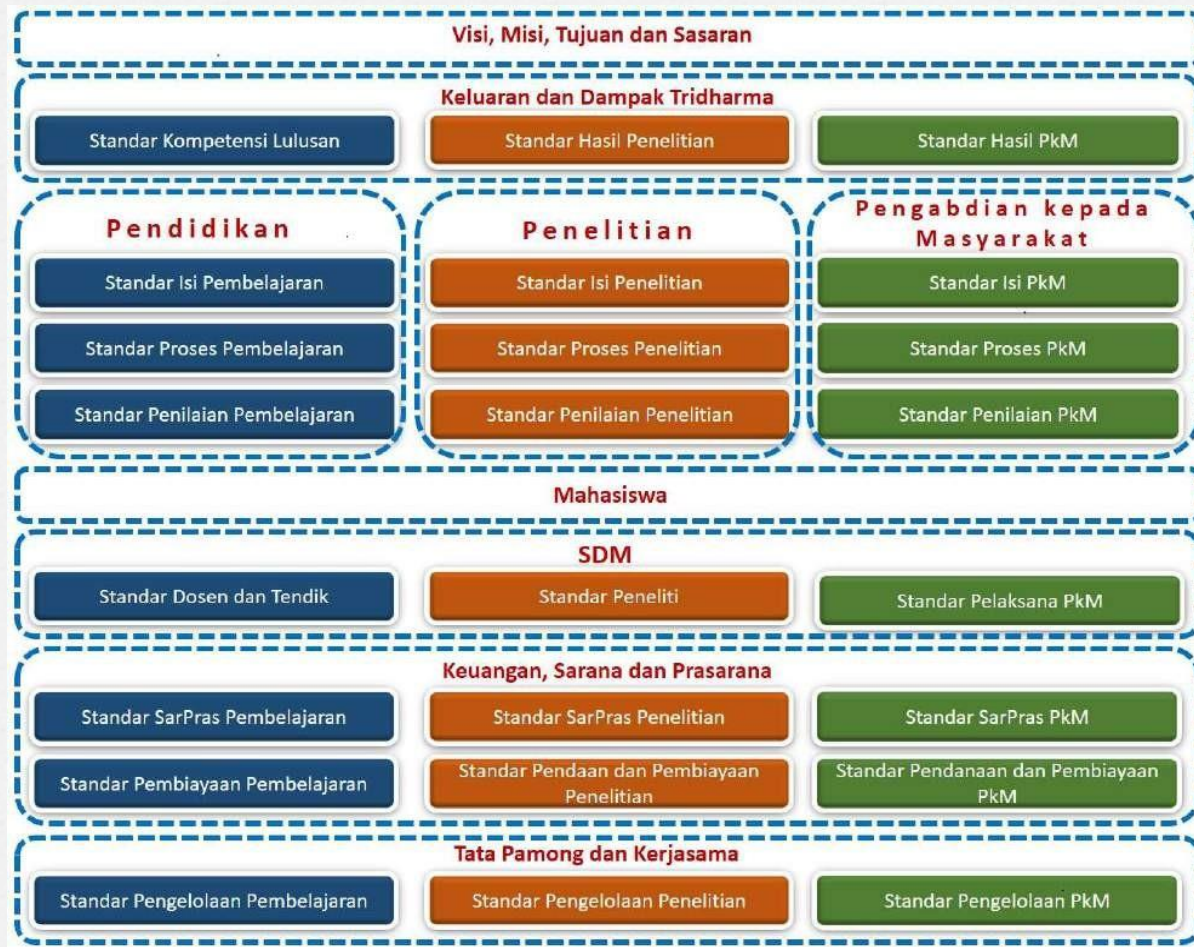 Visi, Misi, Tujuan dan Sasaran
Keluaran dan Dampak Tridharma
Standar Kompetensi Lulusan
Standar Hasil Penelitian
Standar Hasil PkM
Pendidikan
Penelitian
Pengabdian kepada
Masyarakat
Standar Isi Pembelajaran
Standar Isi Penelitian
Standar Isi PkM
Standar Proses Pembelajaran
Standar Proses Penelitian
Standar Proses PkM
Standar Penilaian Pembelajaran
Standar Penilaian Penelitian
Standar Penilaian PkM
Mahasiswa
SDM
Standar Dosen dan Tendik
Standar Peneliti
Standar Pelaksana PkM
Keuangan, Sarana dan Prasarana
Standar SarPras Pembelajaran
Standar SarPras Penelitian
Standar SarPras PkM
Standar Pembiayaan Pembelajaran
Standar Pendaan dan Pembiayaan
Penelitian
Standar Pendanaan dan Pembiayaan
PkM
Tata Pamong dan Kerjasama
Standar Pengelolaan Pembelajaran
Standar Pengelolaan Penelitian
Standar Pengelolaan PkM